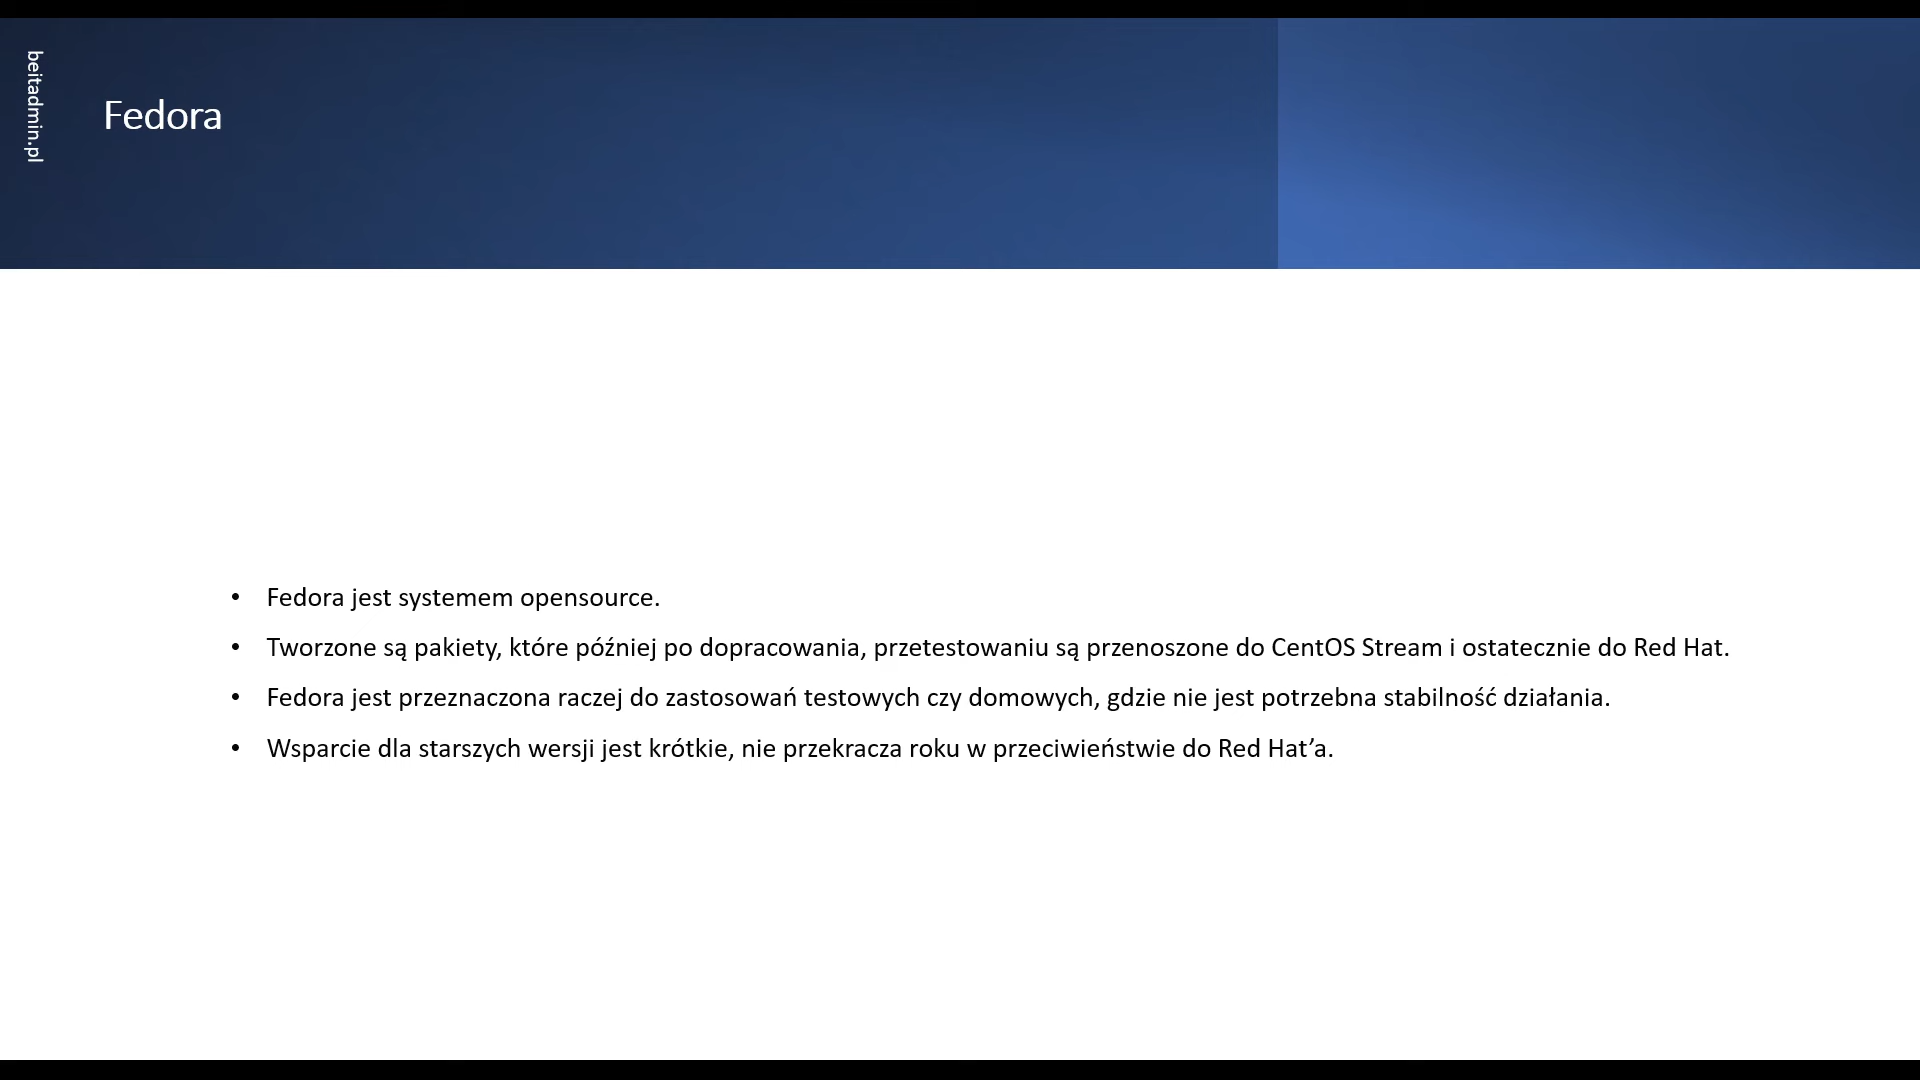 beitadmin.pl
Fedora
• Fedora jest systemem opensource.
• Tworzone są pakiety, które później po dopracowania, przetestowaniu są przenoszone do CentOS Stream i ostatecznie do Red Hat.
• Fedora jest przeznaczona raczej do zastosowań testowych czy domowych, gdzie nie jest potrzebna stabilność działania.
• Wsparcie dla starszych wersji jest krótkie, nie przekracza roku w przeciwieństwie do Red Hat’a.